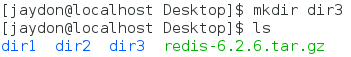 [jaydon@localhost Desktop]$ mkdir dir3
[jaydon@localhost Desktop]$ ls
dir1  dir2  dir3  redis-6.2.6.tar.gz